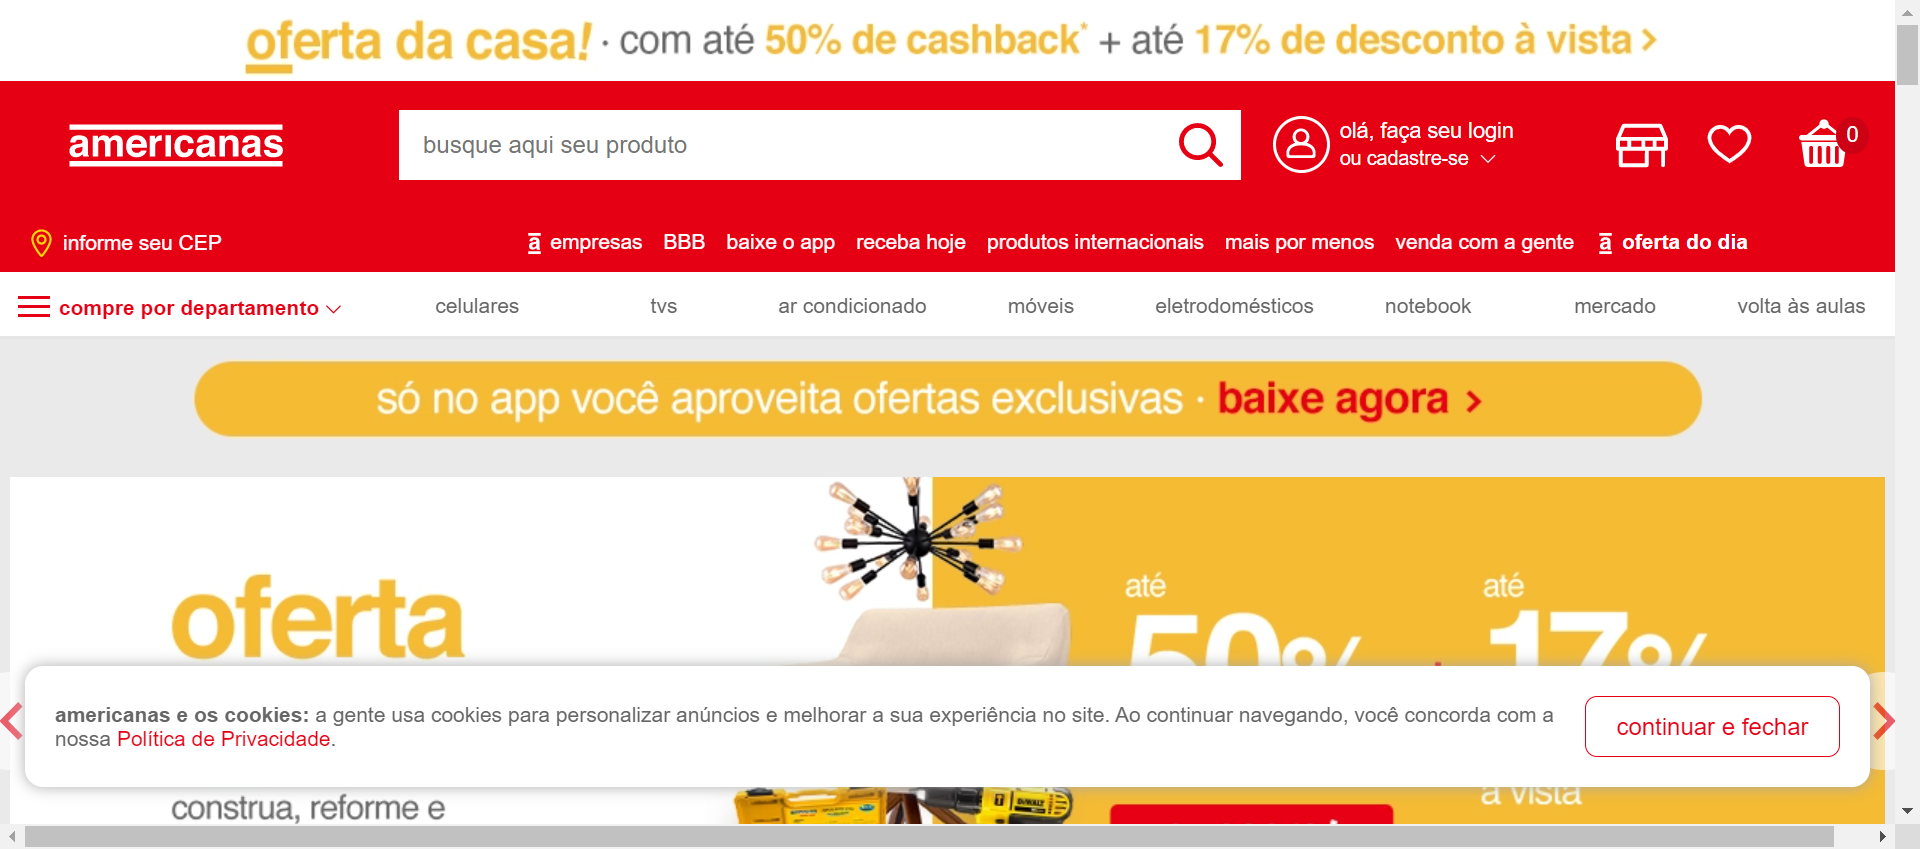 oferta da casa! · com até 50% de cashback* + até 17% de desconto à vista >
americanas
busque aqui seu produto
olá, faça seu login
ou cadastre-se
0
informe seu CEP
a empresas BBB baixe o app receba hoje produtos internacionais mais por menos venda com a gente a oferta do dia
compre por departamento celulares tvs ar condicionado móveis eletrodomésticos notebook mercado volta às aulas
só no app você aproveita ofertas exclusivas · baixe agora >
oferta
até
50%
até
17%
americanas e os cookies: a gente usa cookies para personalizar anúncios e melhorar a sua experiência no site. Ao continuar navegando, você concorda com a
nossa Política de Privacidade.
continuar e fechar
construa, reforme e
à vista
DEWALT